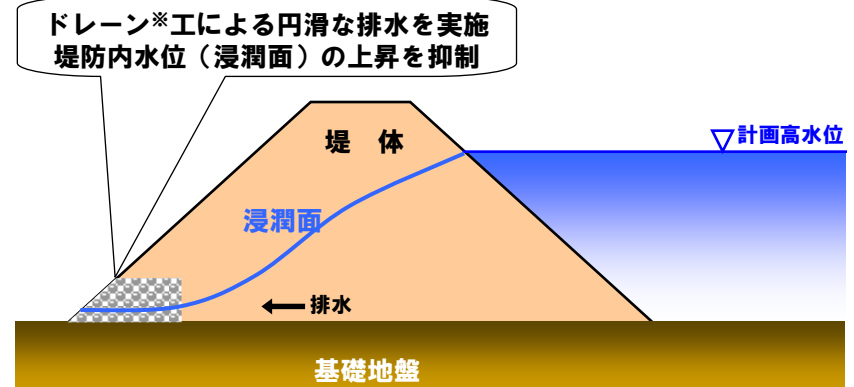 ドレーン※工による円滑な排水を実施
堤防内水位（浸潤面）の上昇を抑制
堤　体
計画高水位
浸潤面
排水
基礎地盤